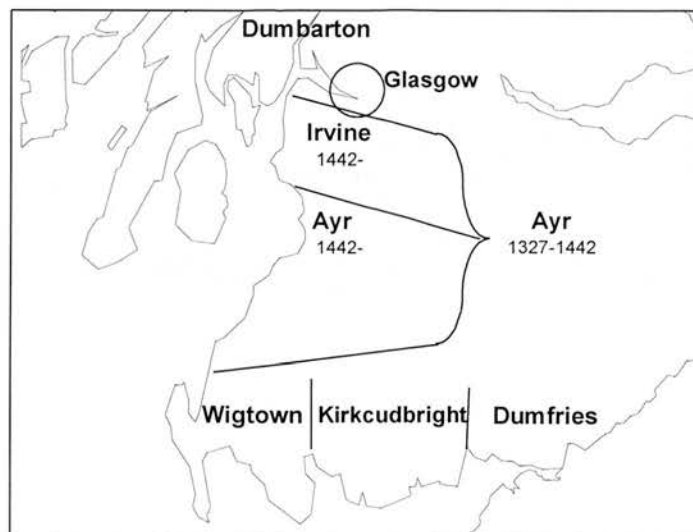 Dumbarton
Glasgow
Irvine
1442-
Ayr
1442-
Ayr
1327-1442
Wigtown
Kirkcudbright
Dumfries